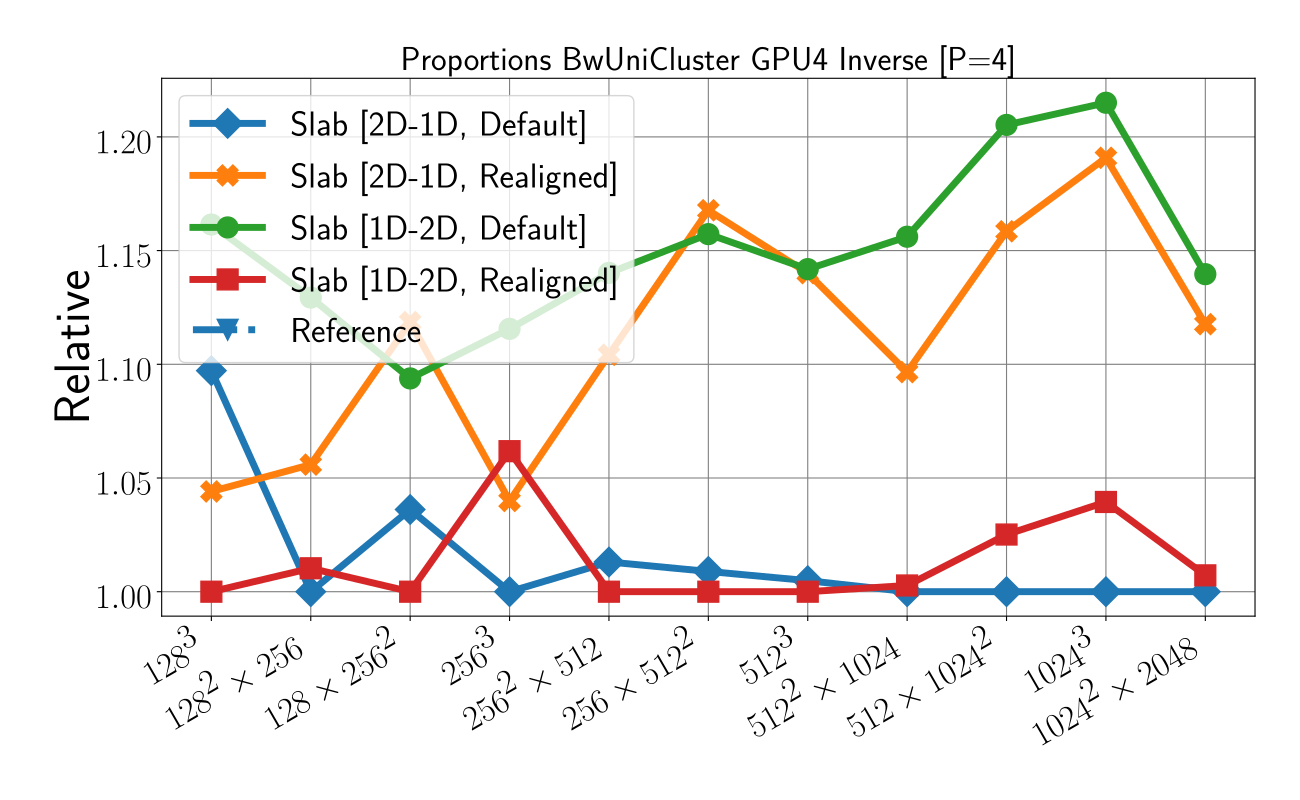 Proportions BwUniCluster GPU4 Inverse [P=4]
Slab [2D-1D, Default]
Slab [2D-1D, Realigned]
Slab [1D-2D, Default]
Slab [1D-2D, Realigned]
Reference
Relative
1.20
1.15
1.10
1.05
1.00
128³
128² × 256
128 × 256²
256³
256² × 512
256 × 512²
512³
512² × 1024
512 × 1024²
1024³
1024² × 2048